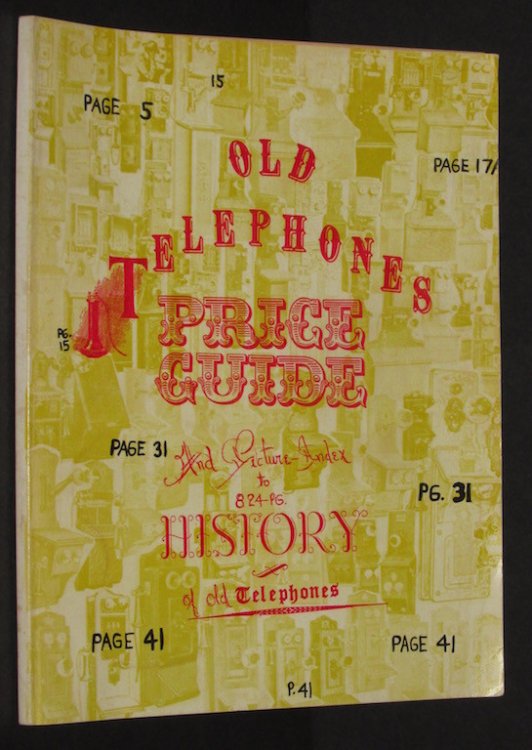 15
PAGE 5
OLD
PAGE 17A
TELEPHONES
1
PRICE
GUIDE
PG.
15
PAGE 31
And Picture-Index
to
824-PG.
PG. 31
HISTORY
of old Telephones
PAGE 41
PAGE 41
P.41